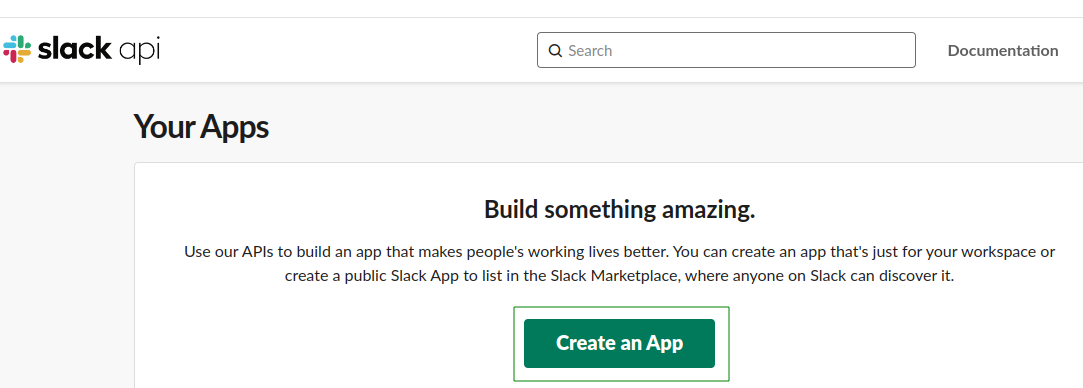 slack api
Search
Documentation
Your Apps
Build something amazing.
Use our APIs to build an app that makes people's working lives better. You can create an app that's just for your workspace or
create a public Slack App to list in the Slack Marketplace, where anyone on Slack can discover it.
Create an App